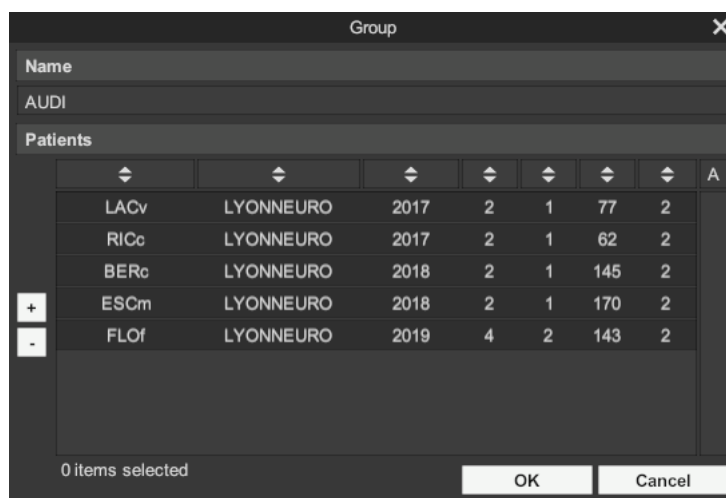 Group
Name
AUDI
Patients
A
LACv LYONNEURO 2017 2 1 77 2
RICc LYONNEURO 2017 2 1 62 2
BERc LYONNEURO 2018 2 1 145 2
ESCm LYONNEURO 2018 2 1 170 2
FLOf LYONNEURO 2019 4 2 143 2
+
-
0 items selected
OK Cancel